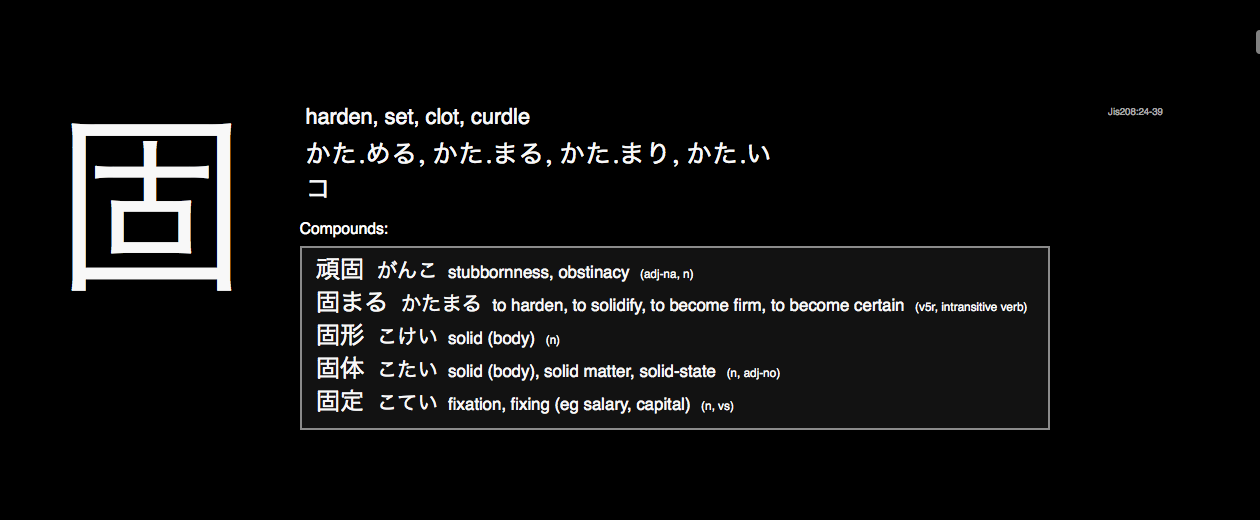 固
harden, set, clot, curdle
Jis208:24-39
かた.める, かた.まる, かた.まり, かた.い
コ
Compounds:
頑固 がんこ stubbornness, obstinacy (adj-na, n)
固まる かたまる to harden, to solidify, to become firm, to become certain (v5r, intransitive verb)
固形 こけい solid (body) (n)
固体 こたい solid (body), solid matter, solid-state (n, adj-no)
固定 こてい fixation, fixing (eg salary, capital) (n, vs)